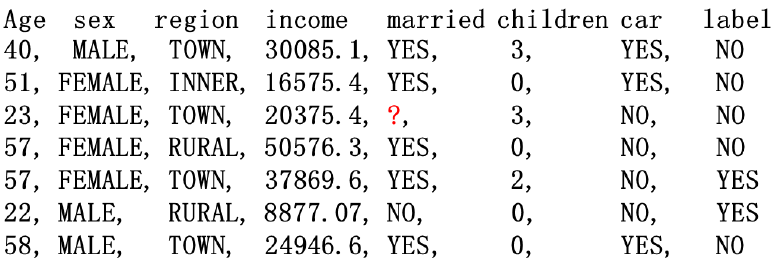 Age sex region income married children car label
40, MALE, TOWN, 30085.1, YES, 3, YES, NO
51, FEMALE, INNER, 16575.4, YES, 0, YES, NO
23, FEMALE, TOWN, 20375.4, ?, 3, NO, NO
57, FEMALE, RURAL, 50576.3, YES, 0, NO, NO
57, FEMALE, TOWN, 37869.6, YES, 2, NO, YES
22, MALE, RURAL, 8877.07, NO, 0, NO, YES
58, MALE, TOWN, 24946.6, YES, 0, YES, NO